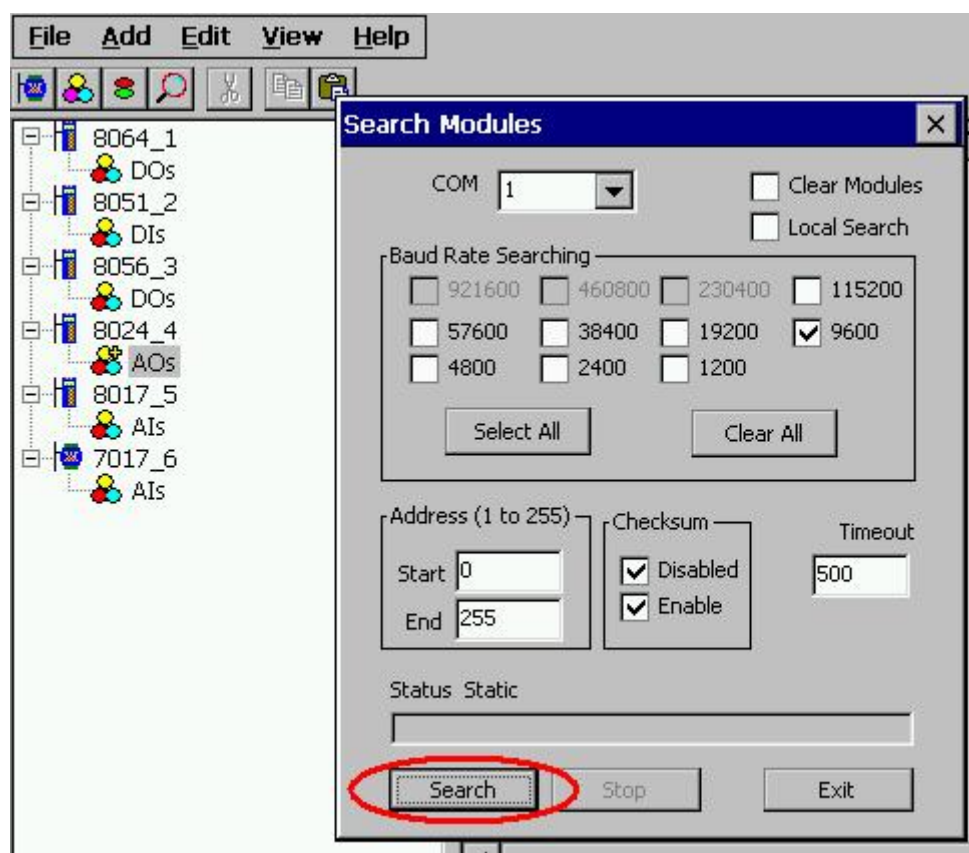 File Add Edit View Help
8064_1
DOs
8051_2
DIs
8056_3
DOs
8024_4
AOs
8017_5
AIs
7017_6
AIs
Search Modules
COM 1
Clear Modules
Local Search
Baud Rate Searching
921600 460800 230400 115200
57600 38400 19200 9600
4800 2400 1200
Select All Clear All
Address (1 to 255)
Start 0
End 255
Checksum
Disabled
Enable
Timeout
500
Status Static
Search Stop Exit